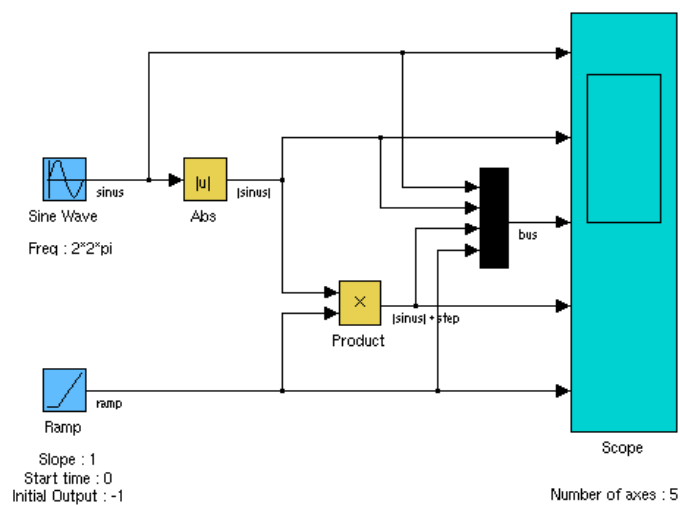 sinus
|u|
|sinus|
Sine Wave
Abs
bus
Freq : 2*2*pi
×
|sinus|+step
Product
ramp
Ramp
Scope
Slope : 1
Start time : 0
Initial Output : -1
Number of axes : 5